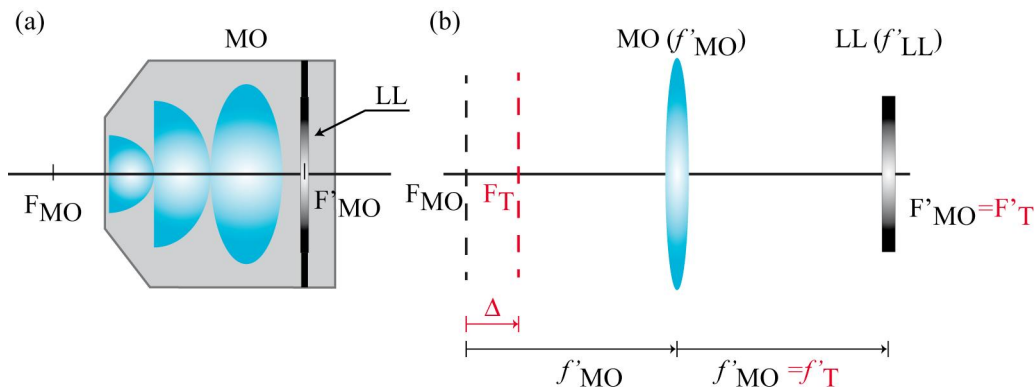 (a)
MO
LL
F_MO
F'_MO
(b)
MO (f'_MO)
LL (f'_LL)
F_MO
F_T
F'_MO=F'_T
Δ
f'_MO
f'_MO =f'_T